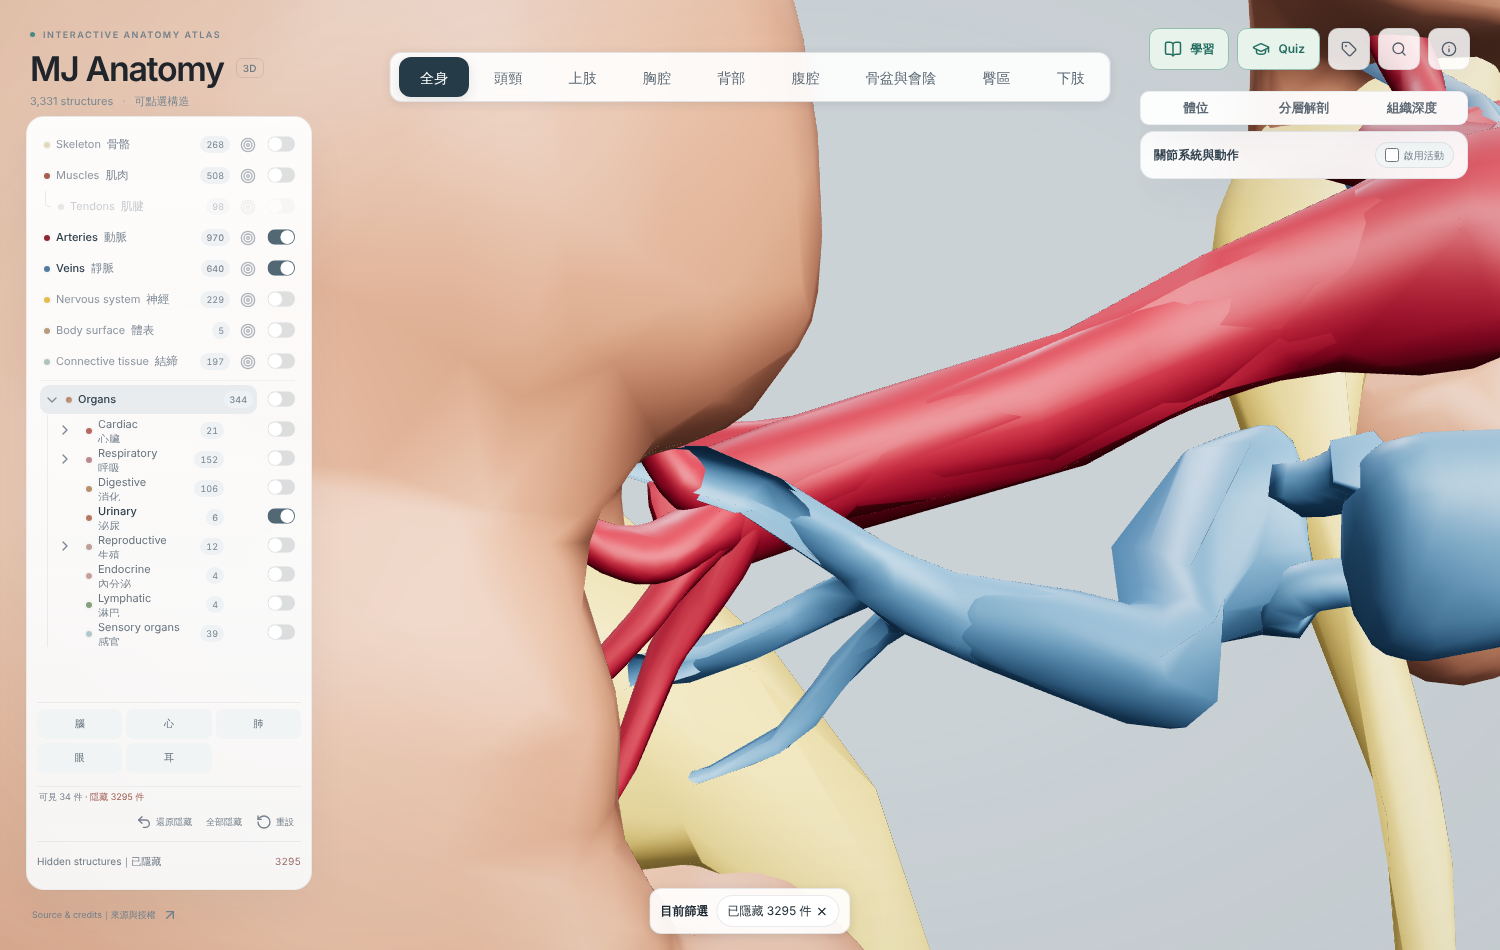 INTERACTIVE ANATOMY ATLAS
MJ Anatomy 3D
3,331 structures · 可點選構造
全身 頭頸 上肢 胸腔 背部 腹腔 骨盆與會陰 臀區 下肢
學習 Quiz
體位 分層解剖 組織深度
關節系統與動作 啟用活動
Skeleton 骨骼 268
Muscles 肌肉 508
Tendons 肌腱 98
Arteries 動脈 970
Veins 靜脈 640
Nervous system 神經 229
Body surface 體表 5
Connective tissue 結締 197
Organs 344
Cardiac 21
心臟
Respiratory 152
呼吸
Digestive 106
消化
Urinary 6
泌尿
Reproductive 12
生殖
Endocrine 4
內分泌
Lymphatic 4
淋巴
Sensory organs 39
感官
腦 心 肺
眼 耳
可見 34 件 · 隱藏 3295 件
還原隱藏 全部隱藏 重設
Hidden structures | 已隱藏 3295
Source & credits | 來源與授權
目前篩選 已隱藏 3295 件 ×